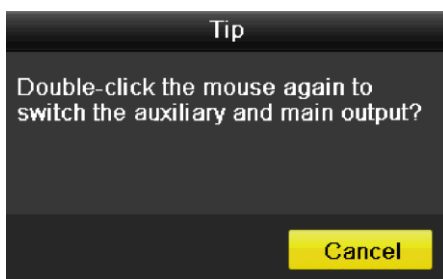 Tip
Double-click the mouse again to
switch the auxiliary and main output?
Cancel